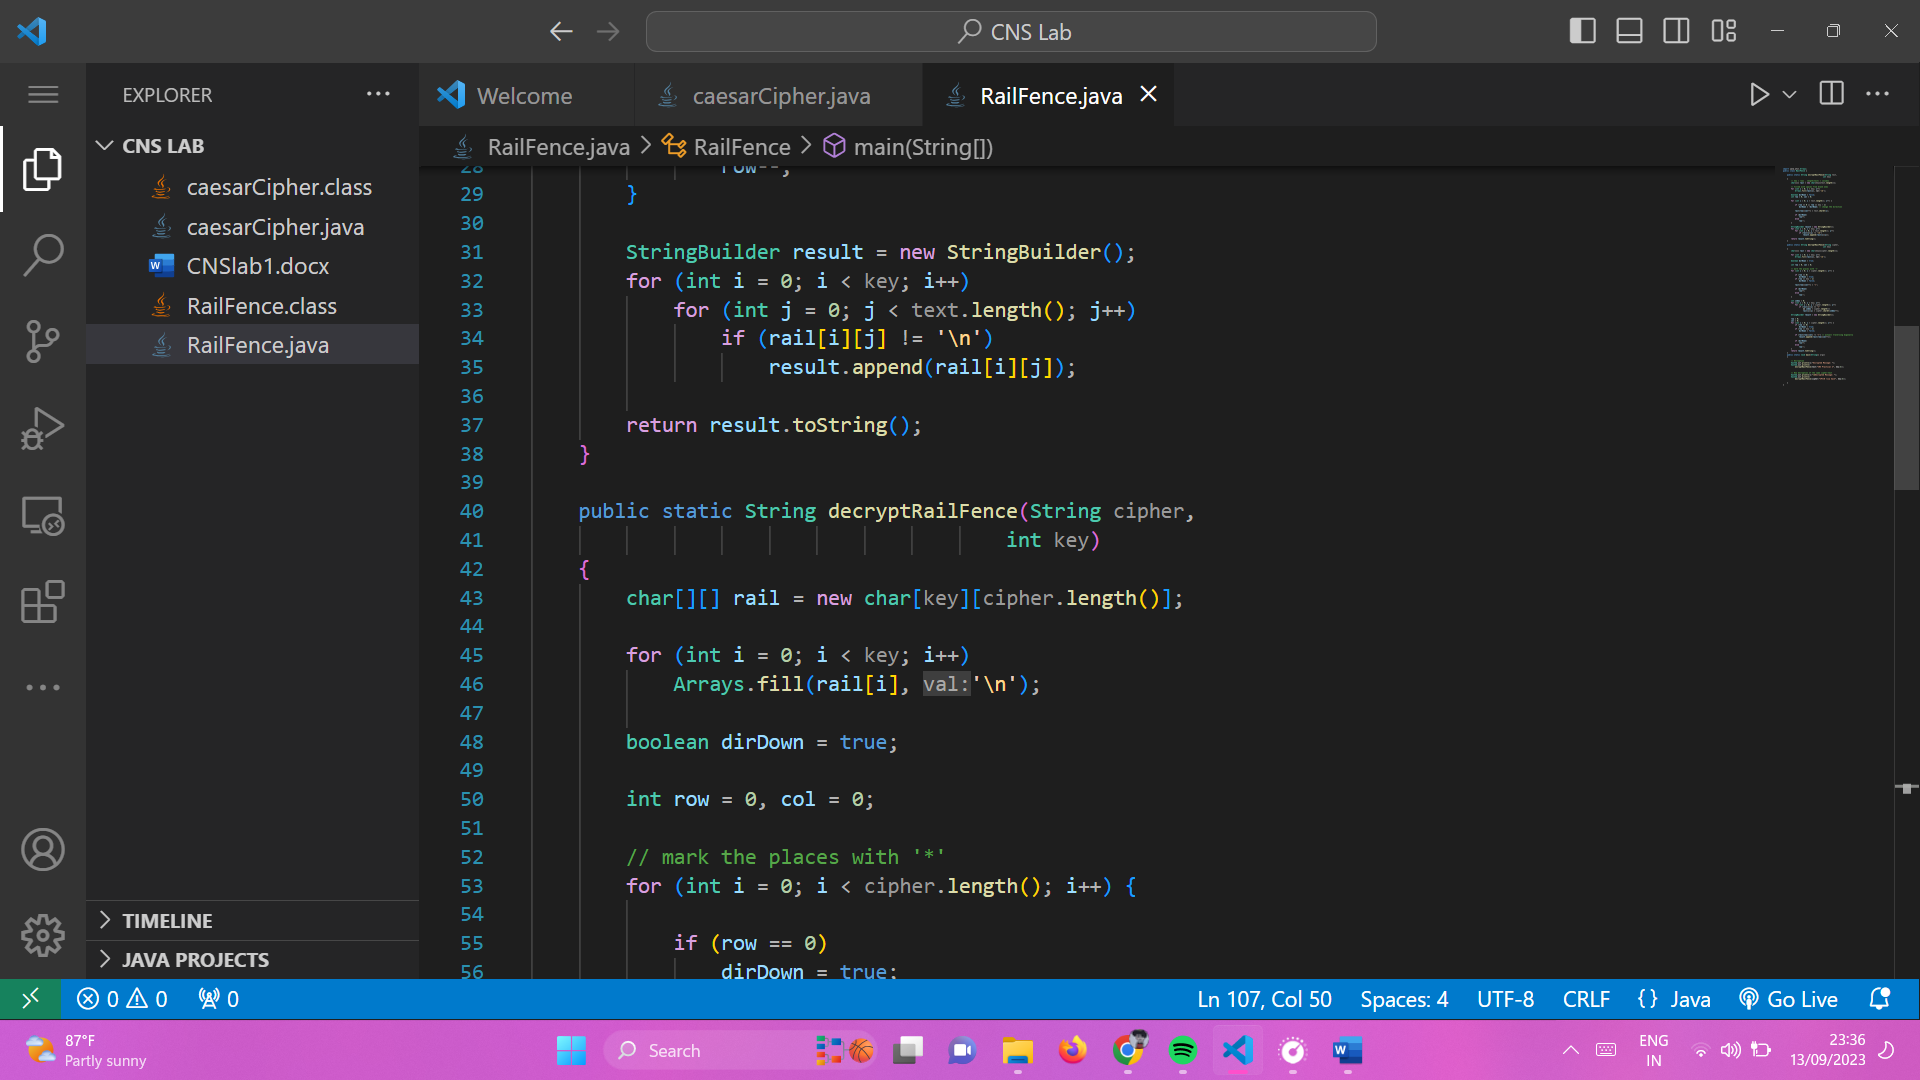 CNS Lab
EXPLORER
CNS LAB
caesarCipher.class
caesarCipher.java
CNSlab1.docx
RailFence.class
RailFence.java
TIMELINE
JAVA PROJECTS
Welcome
caesarCipher.java
RailFence.java
RailFence.java > RailFence > main(String[])
28 row--;
29 }
30
31 StringBuilder result = new StringBuilder();
32 for (int i = 0; i < key; i++)
33 for (int j = 0; j < text.length(); j++)
34 if (rail[i][j] != '\n')
35 result.append(rail[i][j]);
36
37 return result.toString();
38 }
39
40 public static String decryptRailFence(String cipher,
41 int key)
42 {
43 char[][] rail = new char[key][cipher.length()];
44
45 for (int i = 0; i < key; i++)
46 Arrays.fill(rail[i], val:'\n');
47
48 boolean dirDown = true;
49
50 int row = 0, col = 0;
51
52 // mark the places with '*'
53 for (int i = 0; i < cipher.length(); i++) {
54
55 if (row == 0)
56 dirDown = true;
0 0 0
Ln 107, Col 50 Spaces: 4 UTF-8 CRLF {} Java Go Live
87°F
Partly sunny
Search
ENG
IN
23:36
13/09/2023